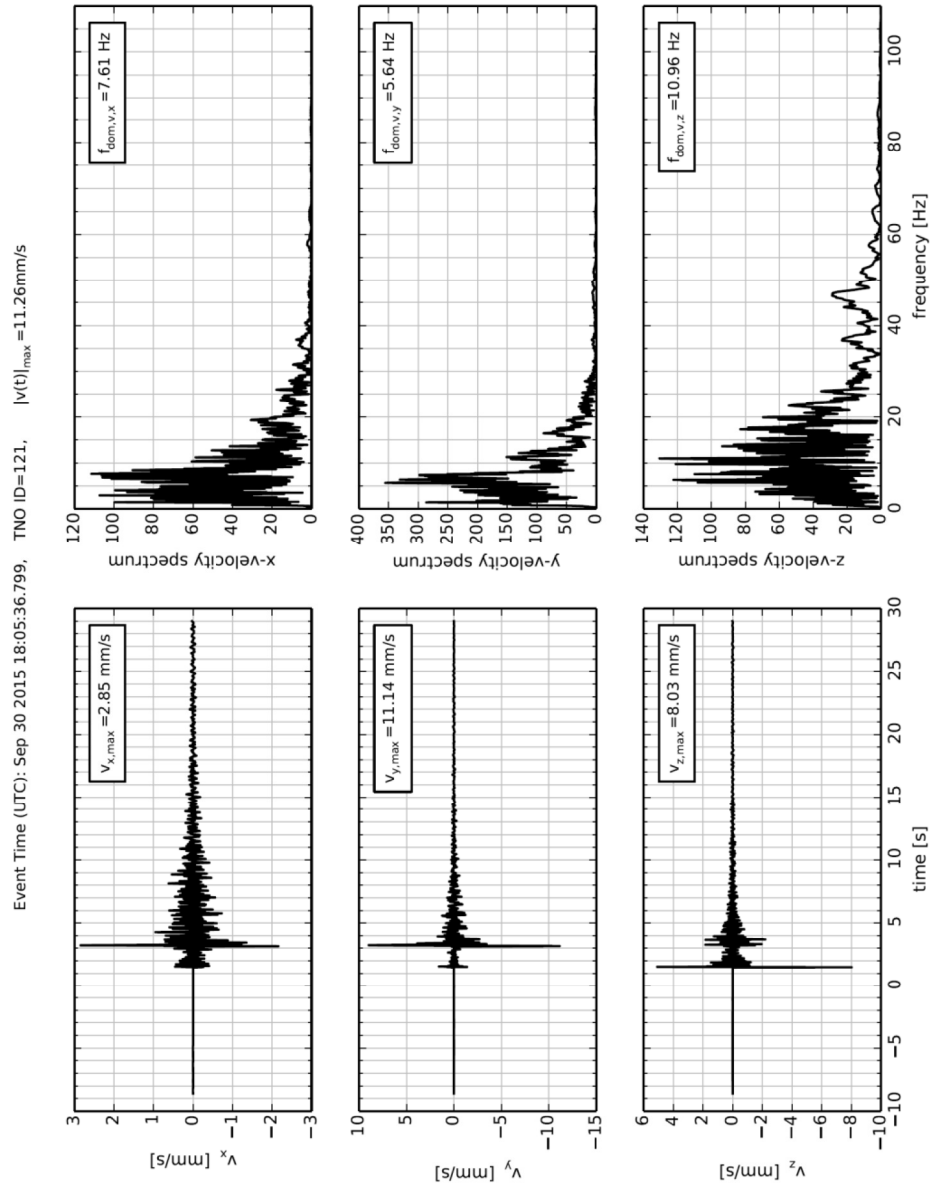 Event Time (UTC): Sep 30 2015 18:05:36.799, TNO ID=121, |v(t)|max =11.26mm/s
vx [mm/s]
3
2
1
0
−1
−2
−3
vx,max =2.85 mm/s
x-velocity spectrum
120
100
80
60
40
20
0
fdom,v,x =7.61 Hz
vy [mm/s]
10
5
0
−5
−10
−15
vy,max =11.14 mm/s
y-velocity spectrum
400
350
300
250
200
150
100
50
0
fdom,v,y =5.64 Hz
vz [mm/s]
6
4
2
0
−2
−4
−6
−8
−10
vz,max =8.03 mm/s
−10 −5 0 5 10 15 20 25 30
time [s]
z-velocity spectrum
140
120
100
80
60
40
20
0
fdom,v,z =10.96 Hz
0 20 40 60 80 100
frequency [Hz]